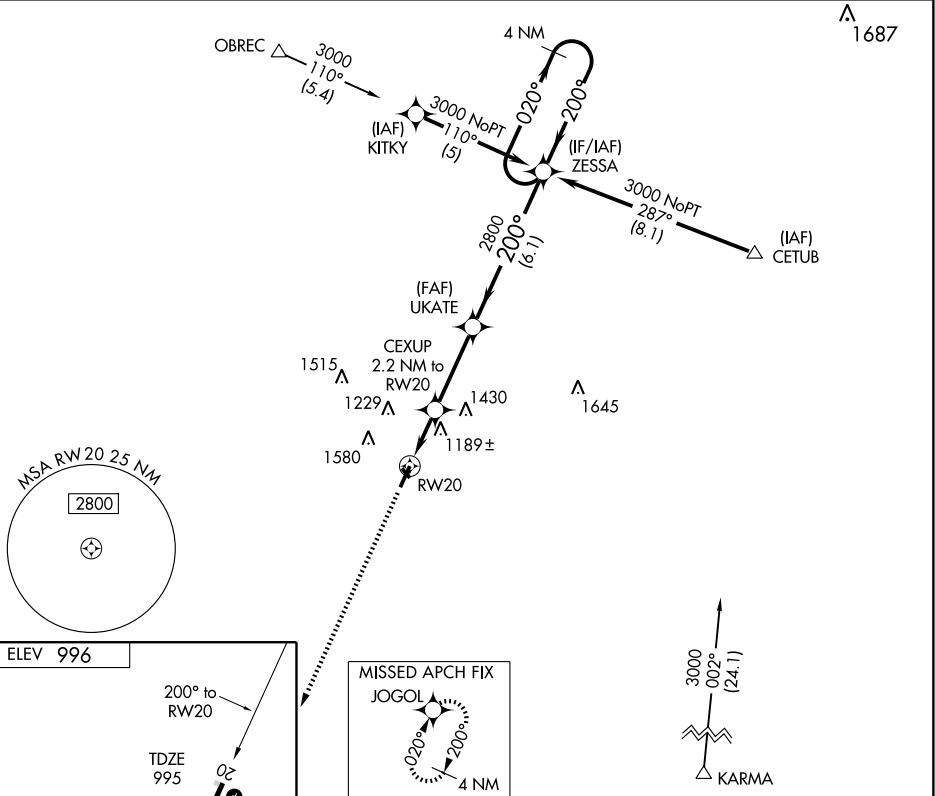 1687
OBREC
3000
110°
(5.4)
4 NM
020°
200°
(IAF)
KITKY
3000 NoPT
110°
(5)
(IF/IAF)
ZESSA
3000 NoPT
287°
(8.1)
(IAF)
CETUB
2800
200°
(6.1)
(FAF)
UKATE
CEXUP
2.2 NM to
RW20
1515
1229
1430
1645
1580
1189±
RW20
MSA RW20 25 NM
2800
ELEV 996
200° to
RW20
TDZE
995
20
MISSED APCH FIX
JOGOL
020°
200°
4 NM
3000
002°
(24.1)
KARMA